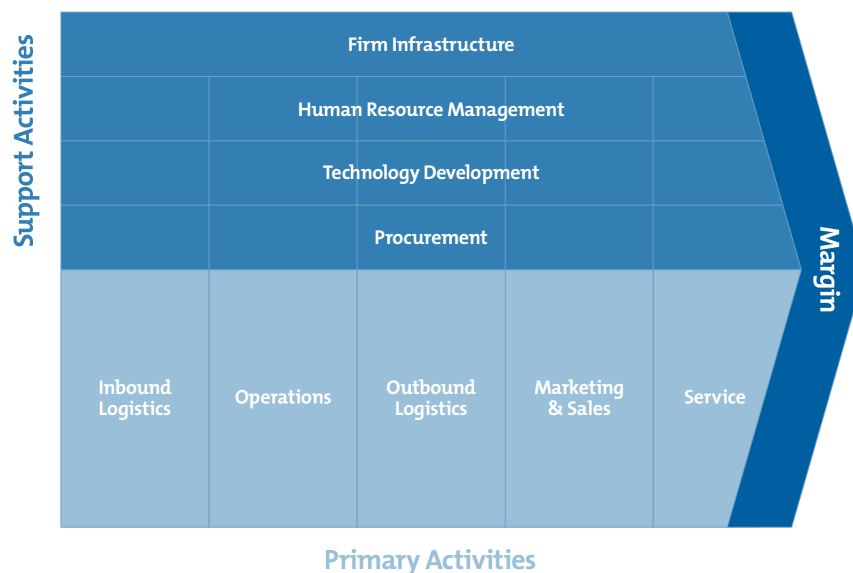 Support Activities
Firm Infrastructure
Human Resource Management
Technology Development
Procurement
Margin
Inbound
Logistics
Operations
Outbound
Logistics
Marketing
& Sales
Service
Primary Activities